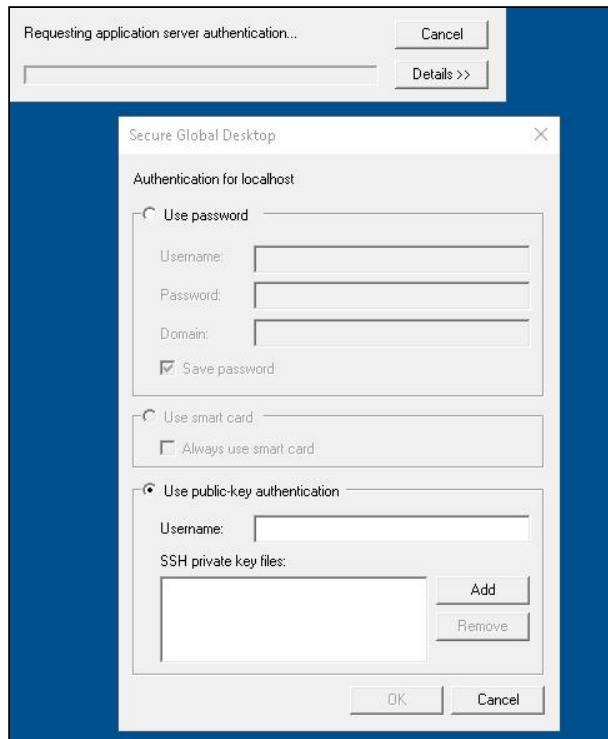 Requesting application server authentication...
Cancel
Details >>
Secure Global Desktop
Authentication for localhost
Use password
Username:
Password:
Domain:
Save password
Use smart card
Always use smart card
Use public-key authentication
Username:
SSH private key files:
Add
Remove
OK
Cancel